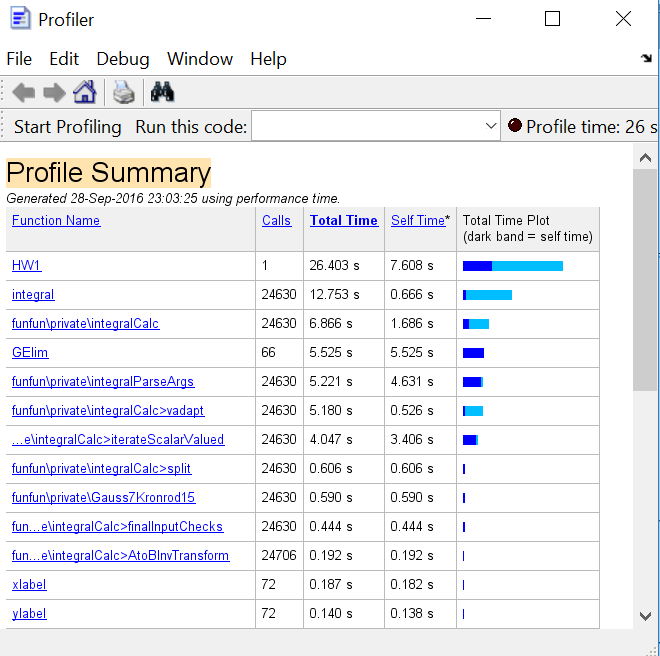 Profiler
File Edit Debug Window Help
Start Profiling Run this code: Profile time: 26 s
Profile Summary
Generated 28-Sep-2016 23:03:25 using performance time.
Function Name Calls Total Time Self Time* Total Time Plot
(dark band = self time)
HW1 1 26.403 s 7.608 s
integral 24630 12.753 s 0.666 s
funfun\private\integralCalc 24630 6.866 s 1.686 s
GElim 66 5.525 s 5.525 s
funfun\private\integralParseArgs 24630 5.221 s 4.631 s
funfun\private\integralCalc>vadapt 24630 5.180 s 0.526 s
...e\integralCalc>iterateScalarValued 24630 4.047 s 3.406 s
funfun\private\integralCalc>split 24630 0.606 s 0.606 s
funfun\private\Gauss7Kronrod15 24630 0.590 s 0.590 s
fun...e\integralCalc>finalInputChecks 24630 0.444 s 0.444 s
fun...e\integralCalc>AtoBInvTransform 24706 0.192 s 0.192 s
xlabel 72 0.187 s 0.182 s
ylabel 72 0.140 s 0.138 s